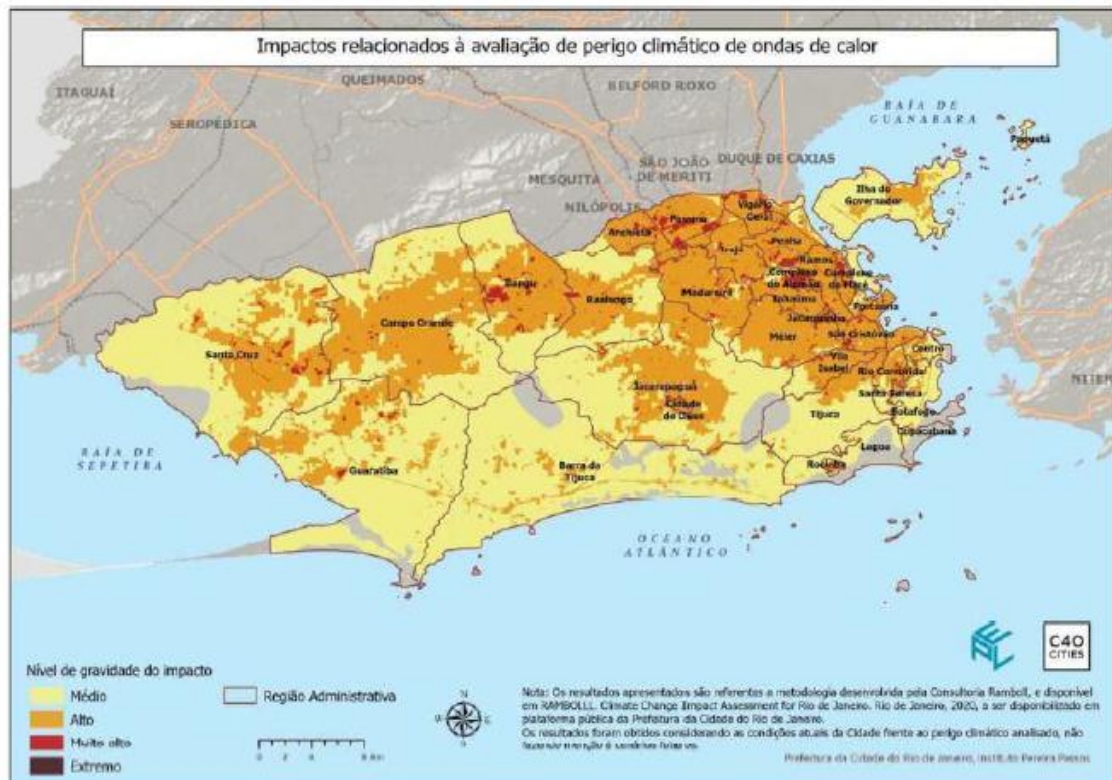 Impactos relacionados à avaliação de perigo climático de ondas de calor
ITAGUAÍ
SEROPÉDICA
QUEIMADOS
BELFORD ROXO
BAÍA DE
GUANABARA
Paquetá
MESQUITA
SÃO JOÃO
DE MERITI
DUQUE DE CAXIAS
NILÓPOLIS
Ilha do
Governador
Vigário
Geral
Anchieta
Pavuna
Irajá
Penha
Ramos
Complexo
do Alemão
Complexo
da Maré
Bangu
Realengo
Madureira
Inhaúma
Portuária
Jacarezinho
Campo Grande
São Cristóvão
Méier
Centro
Santa Cruz
Vila
Isabel
Rio Comprido
Santa Teresa
Jacarepaguá
Cidade
de Deus
Tijuca
Botafogo
Copacabana
Lagoa
Rocinha
BAÍA DE
SEPETIBA
Guaratiba
Barra da
Tijuca
OCEANO
ATLÂNTICO
C40
CITIES
Nível de gravidade do impacto
Médio
Alto
Muito alto
Extremo
Região Administrativa
N
Nota: Os resultados apresentados são referentes a metodologia desenvolvida pela Consultoria Ramboll, e disponível
em RAMBOLLL. Climate Change Impact Assessment for Rio de Janeiro. Rio de Janeiro, 2020, a ser disponibilizado em
plataforma pública da Prefeitura da Cidade do Rio de Janeiro.
Os resultados foram obtidos considerando as condições atuais da Cidade frente ao perigo climático analisado, não
fazendo menção a cenários futuros.
Prefeitura da Cidade do Rio de Janeiro, Instituto Pereira Passos